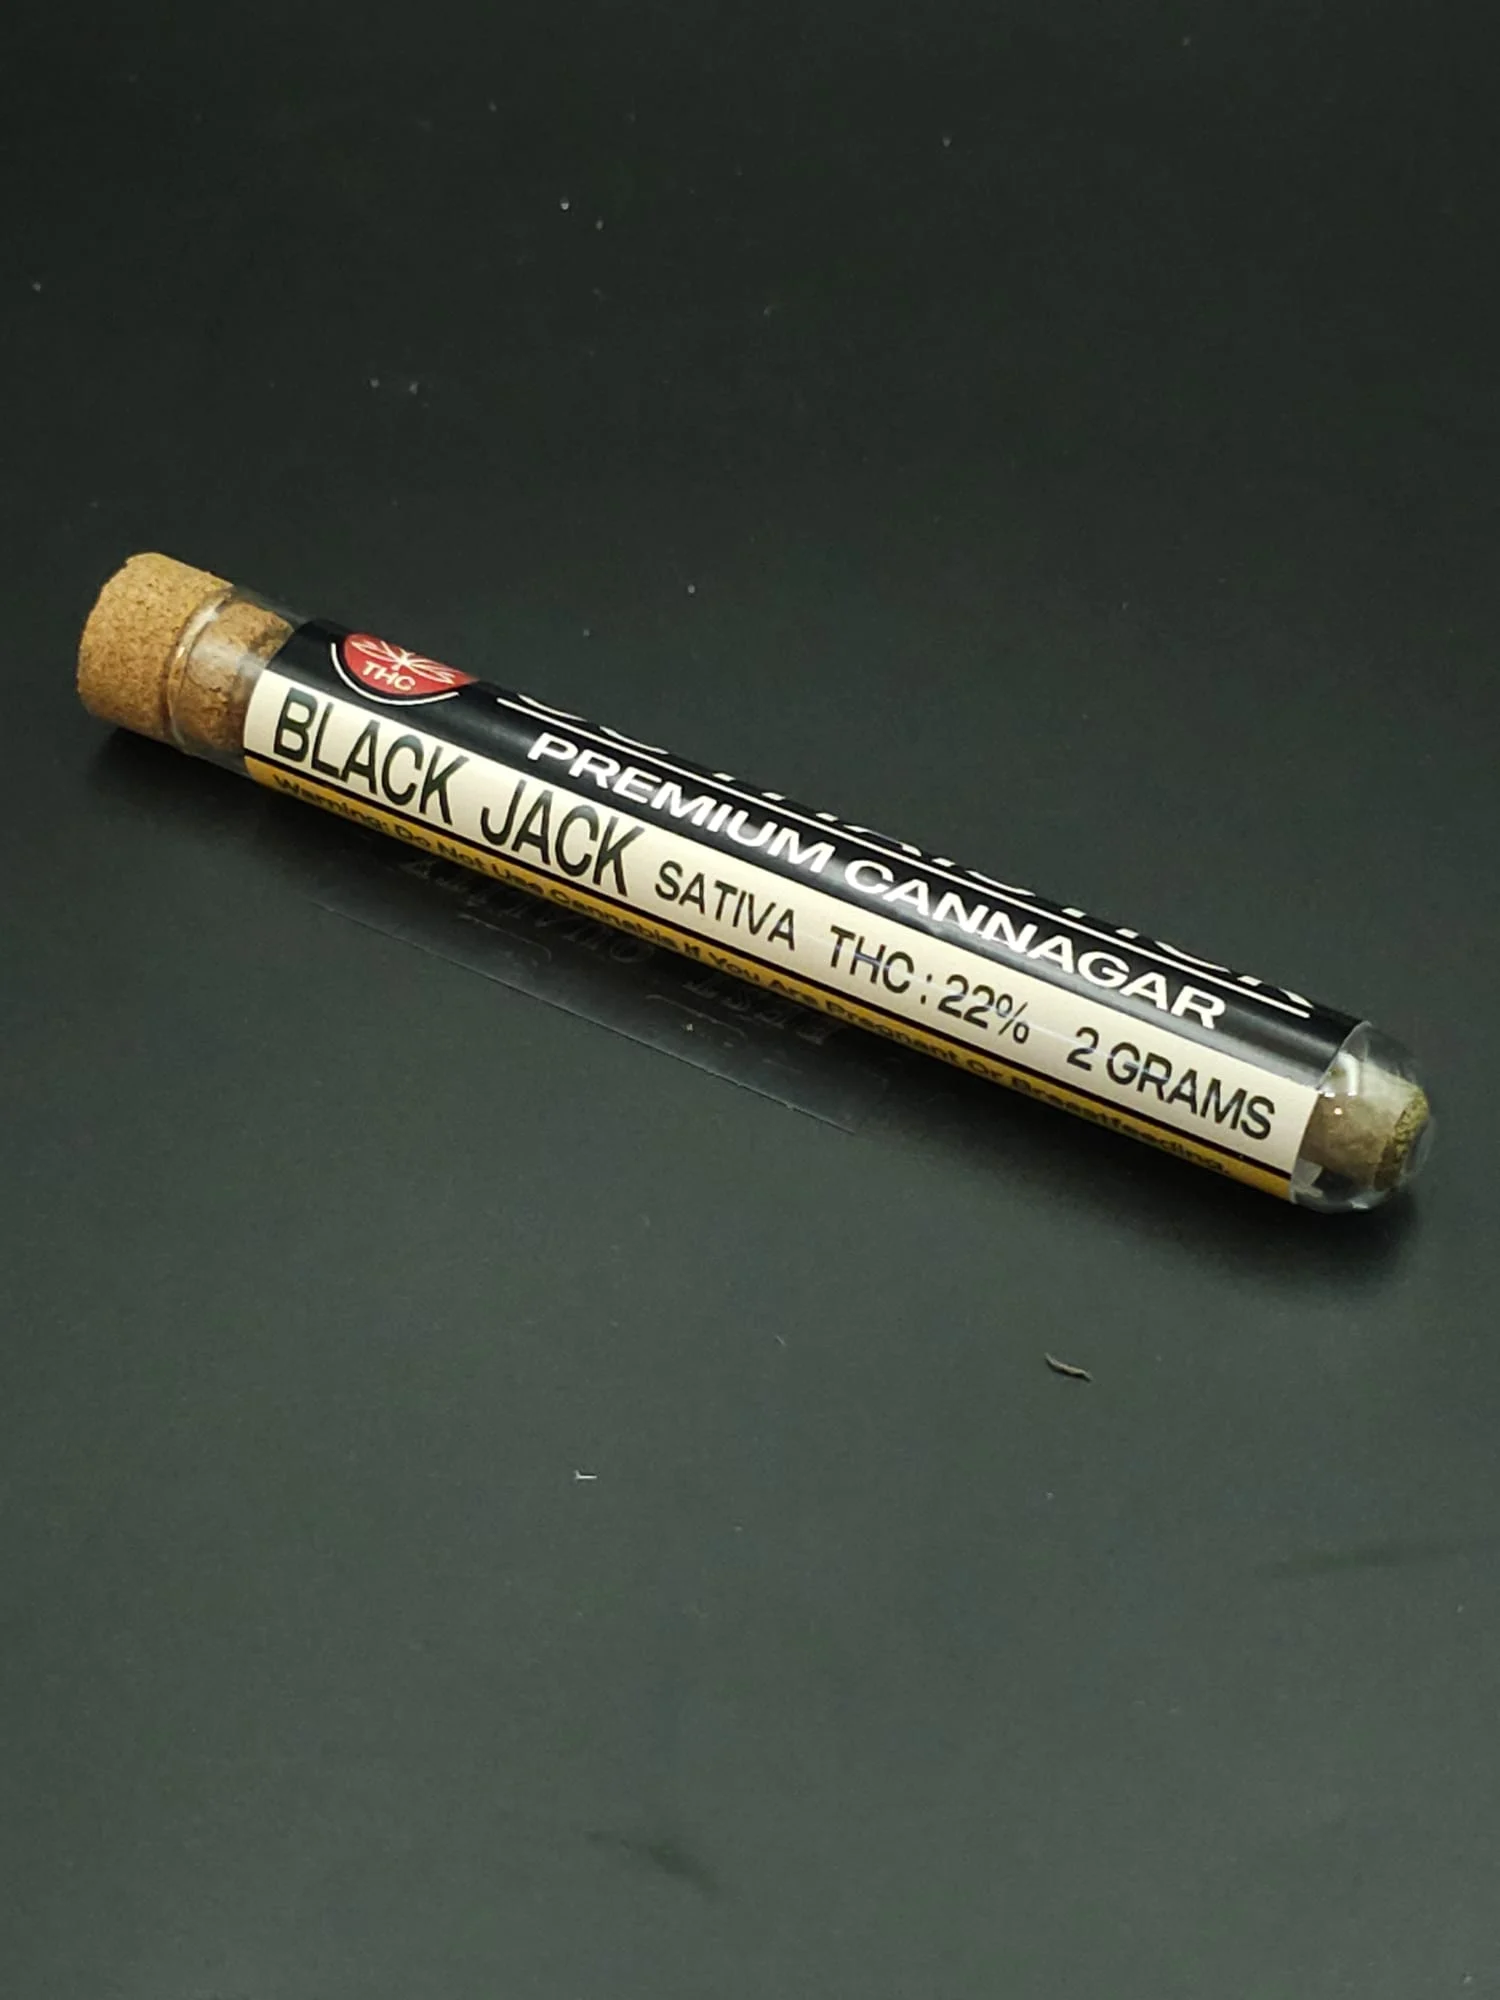 THC
PREMIUM CANNAGAR
BLACK JACK SATIVA THC : 22% 2 GRAMS
Warning: Do Not Use Cannabis If You Are Pregnant Or Breastfeeding.